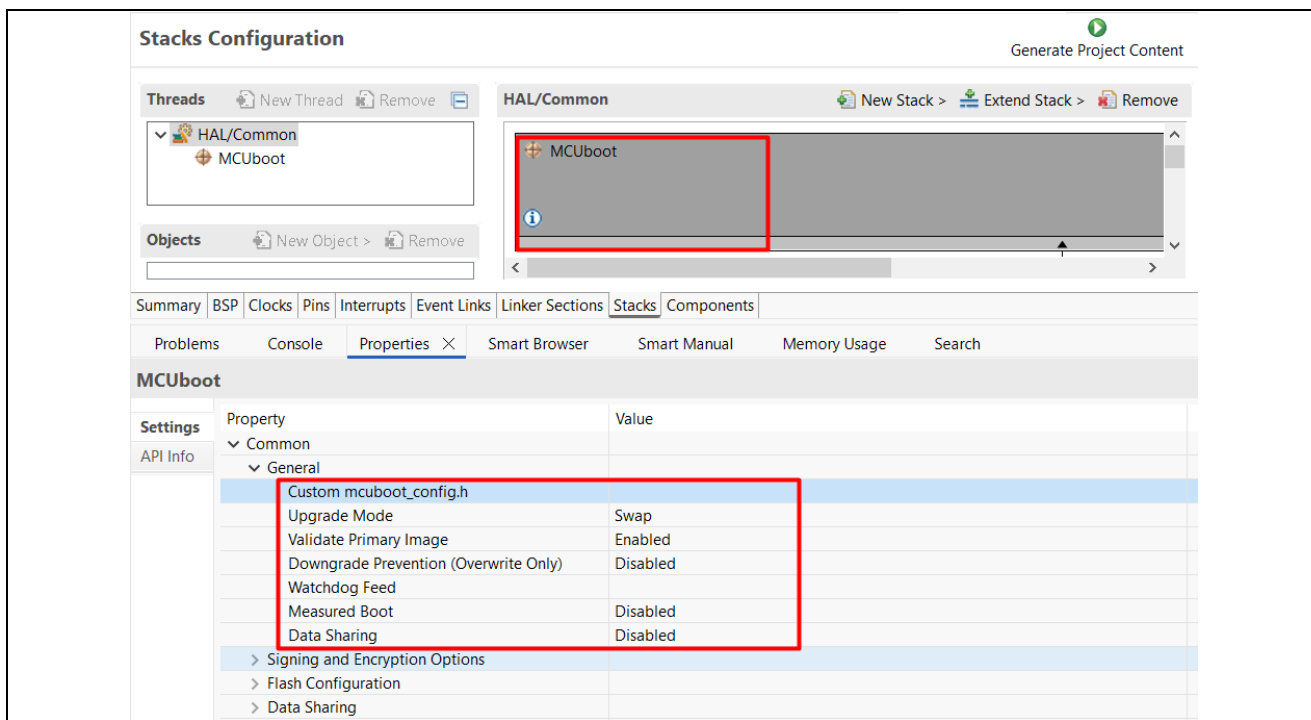 Stacks Configuration
Generate Project Content
Threads New Thread Remove
HAL/Common New Stack > Extend Stack > Remove
HAL/Common
MCUboot
MCUboot
Objects New Object > Remove
Summary BSP Clocks Pins Interrupts Event Links Linker Sections Stacks Components
Problems Console Properties Smart Browser Smart Manual Memory Usage Search
MCUboot
Settings
API Info
Property Value
Common
General
Custom mcuboot_config.h
Upgrade Mode Swap
Validate Primary Image Enabled
Downgrade Prevention (Overwrite Only) Disabled
Watchdog Feed
Measured Boot Disabled
Data Sharing Disabled
Signing and Encryption Options
Flash Configuration
Data Sharing